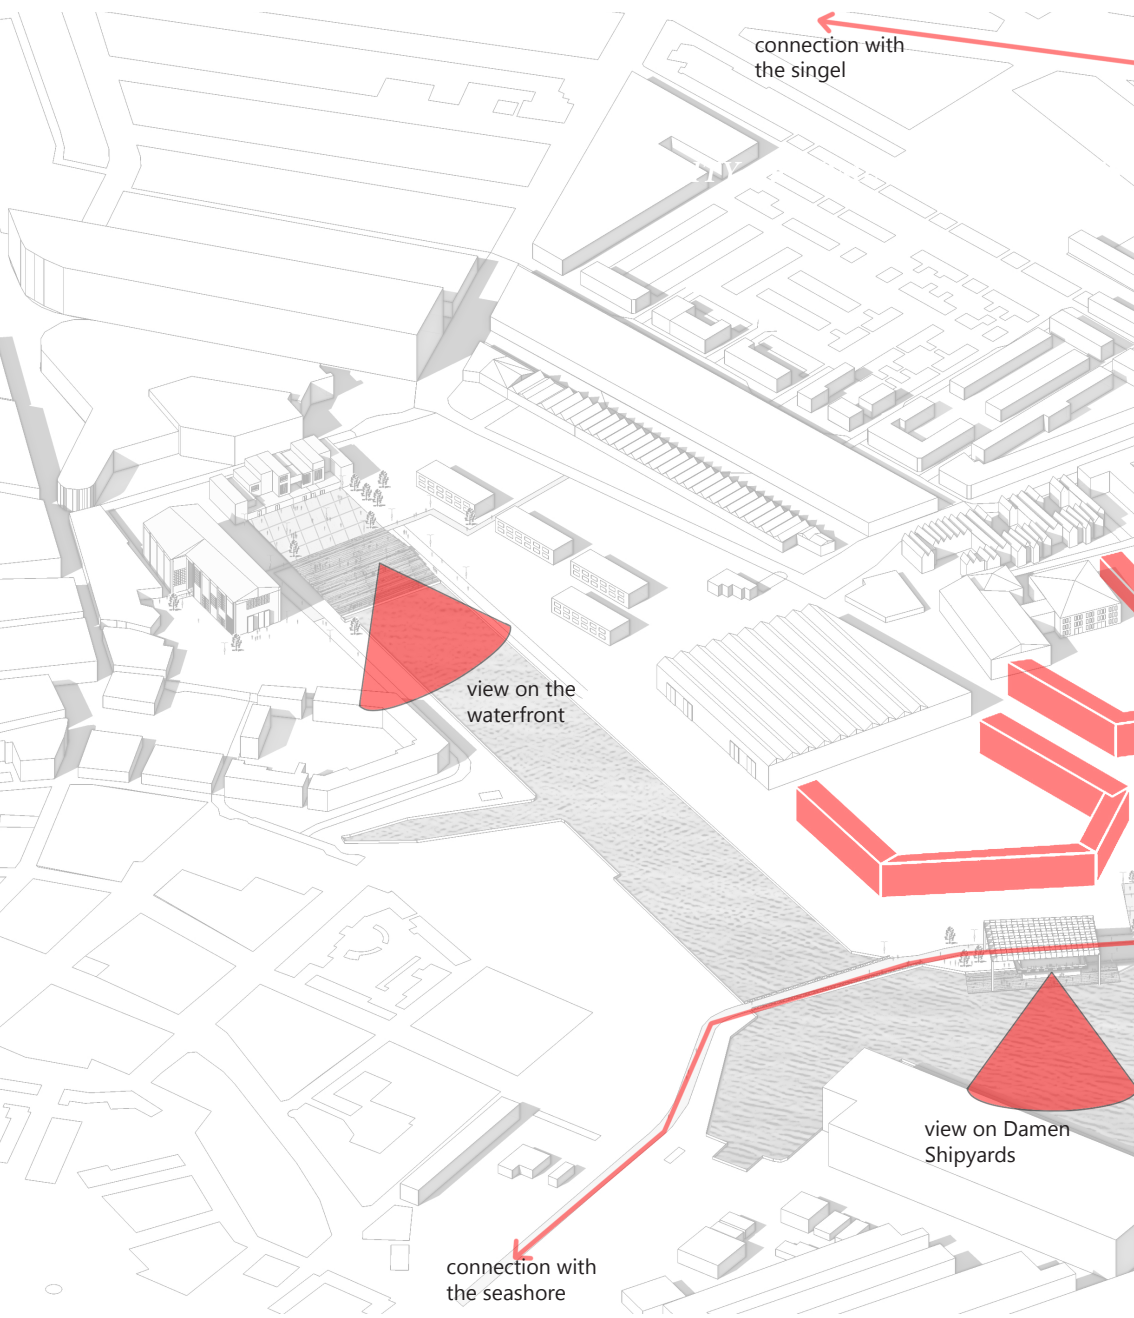 connection with
the singel
view on the
waterfront
view on Damen
Shipyards
connection with
the seashore